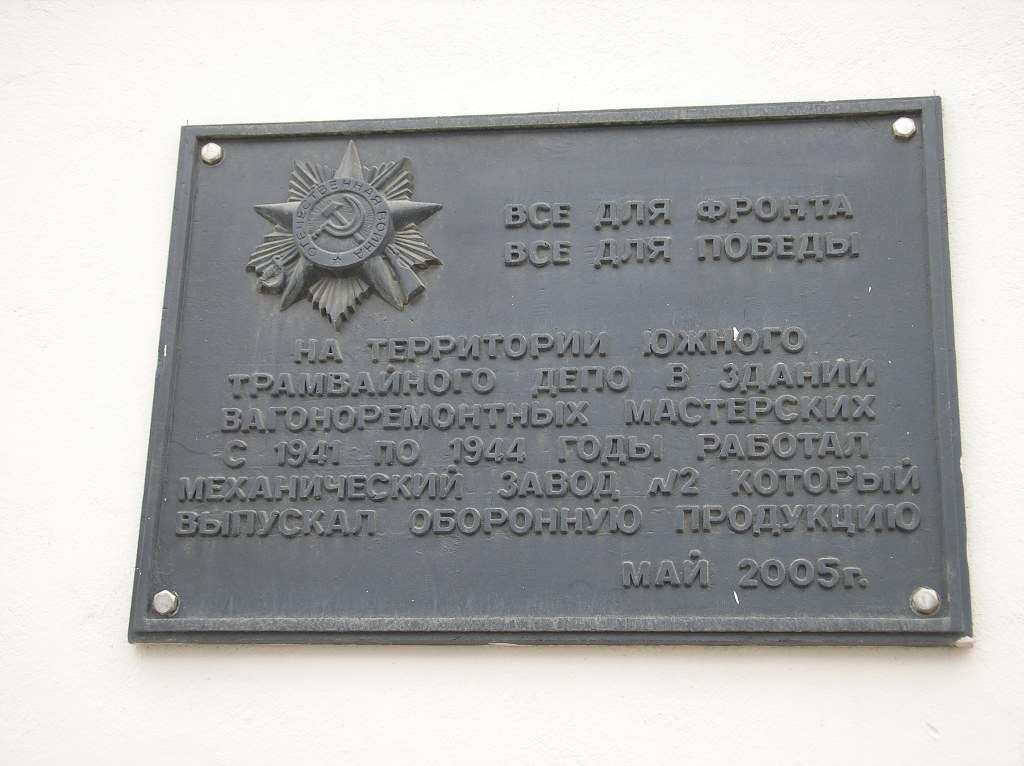 ОТЕЧЕСТВЕННАЯ ВОЙНА
ВСЕ ДЛЯ ФРОНТА
ВСЕ ДЛЯ ПОБЕДЫ
НА ТЕРРИТОРИИ ЮЖНОГО
ТРАМВАЙНОГО ДЕПО В ЗДАНИИ
ВАГОНОРЕМОНТНЫХ МАСТЕРСКИХ
С 1941 ПО 1944 ГОДЫ РАБОТАЛ
МЕХАНИЧЕСКИЙ ЗАВОД №2 КОТОРЫЙ
ВЫПУСКАЛ ОБОРОННУЮ ПРОДУКЦИЮ
МАЙ 2005г.